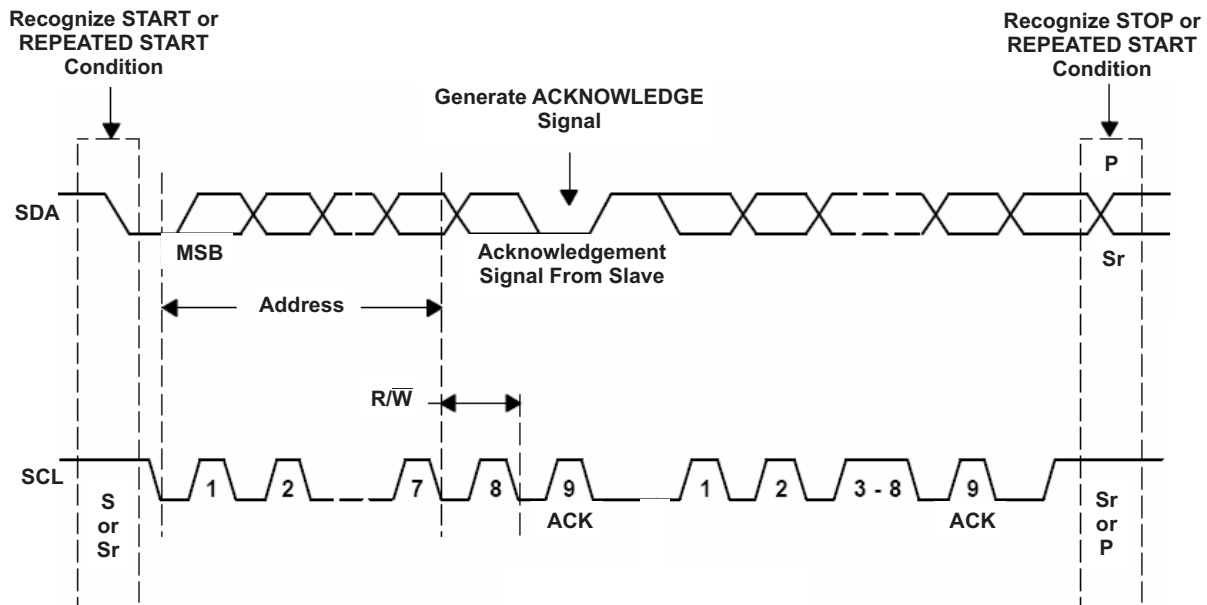 Recognize START or
REPEATED START
Condition
Recognize STOP or
REPEATED START
Condition
Generate ACKNOWLEDGE
Signal
P
SDA
MSB
Acknowledgement
Signal From Slave
Sr
Address
R/W̅
SCL
1
2
7
8
9
1
2
3 - 8
9
ACK
ACK
S
or
Sr
Sr
or
P